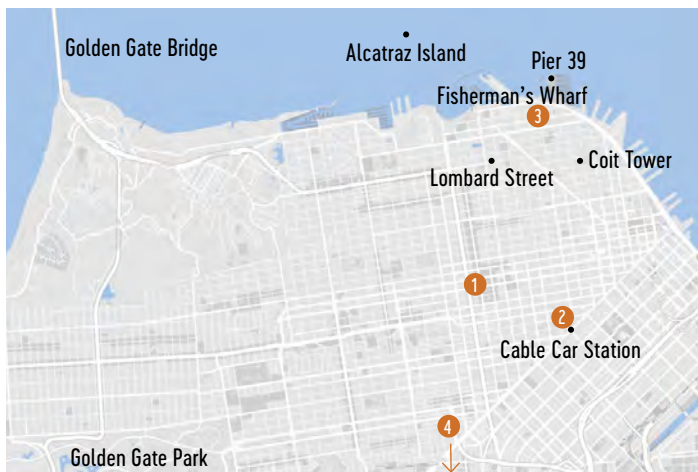 Golden Gate Bridge
Alcatraz Island
Pier 39
Fisherman's Wharf
3
Lombard Street
Coit Tower
1
2
Cable Car Station
4
Golden Gate Park